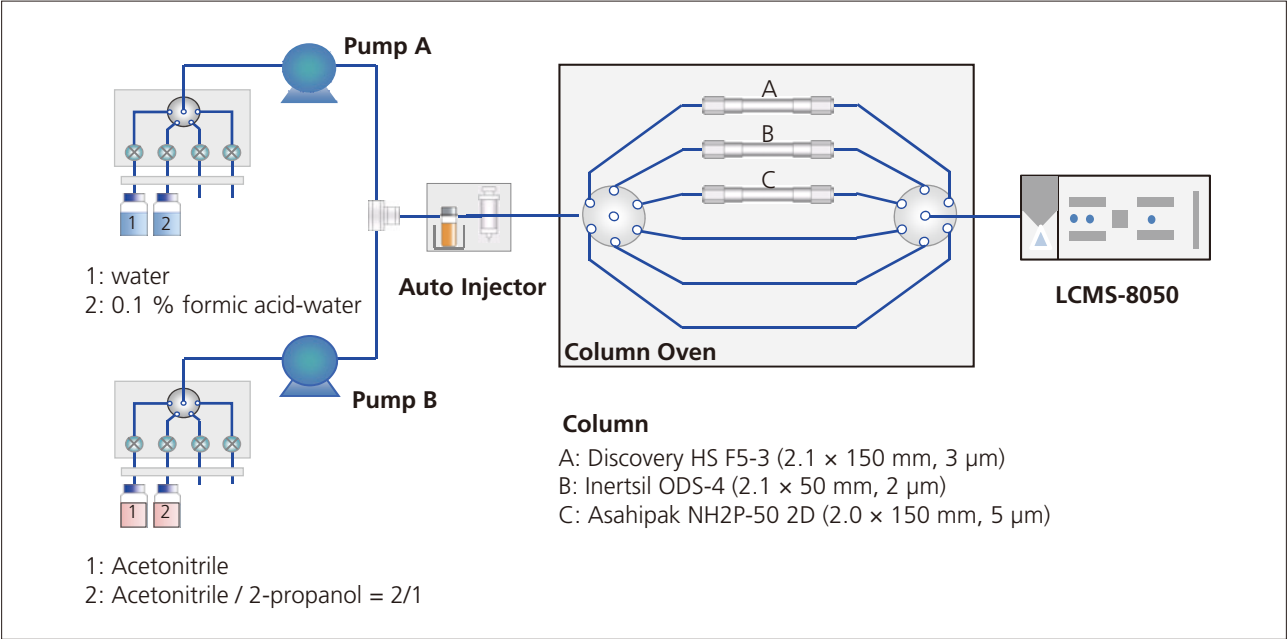 Pump A
A
B
C
1 2
Auto Injector
1: water
2: 0.1 % formic acid-water
LCMS-8050
Column Oven
Pump B
Column
A: Discovery HS F5-3 (2.1 × 150 mm, 3 μm)
B: Inertsil ODS-4 (2.1 × 50 mm, 2 μm)
C: Asahipak NH2P-50 2D (2.0 × 150 mm, 5 μm)
1 2
1: Acetonitrile
2: Acetonitrile / 2-propanol = 2/1